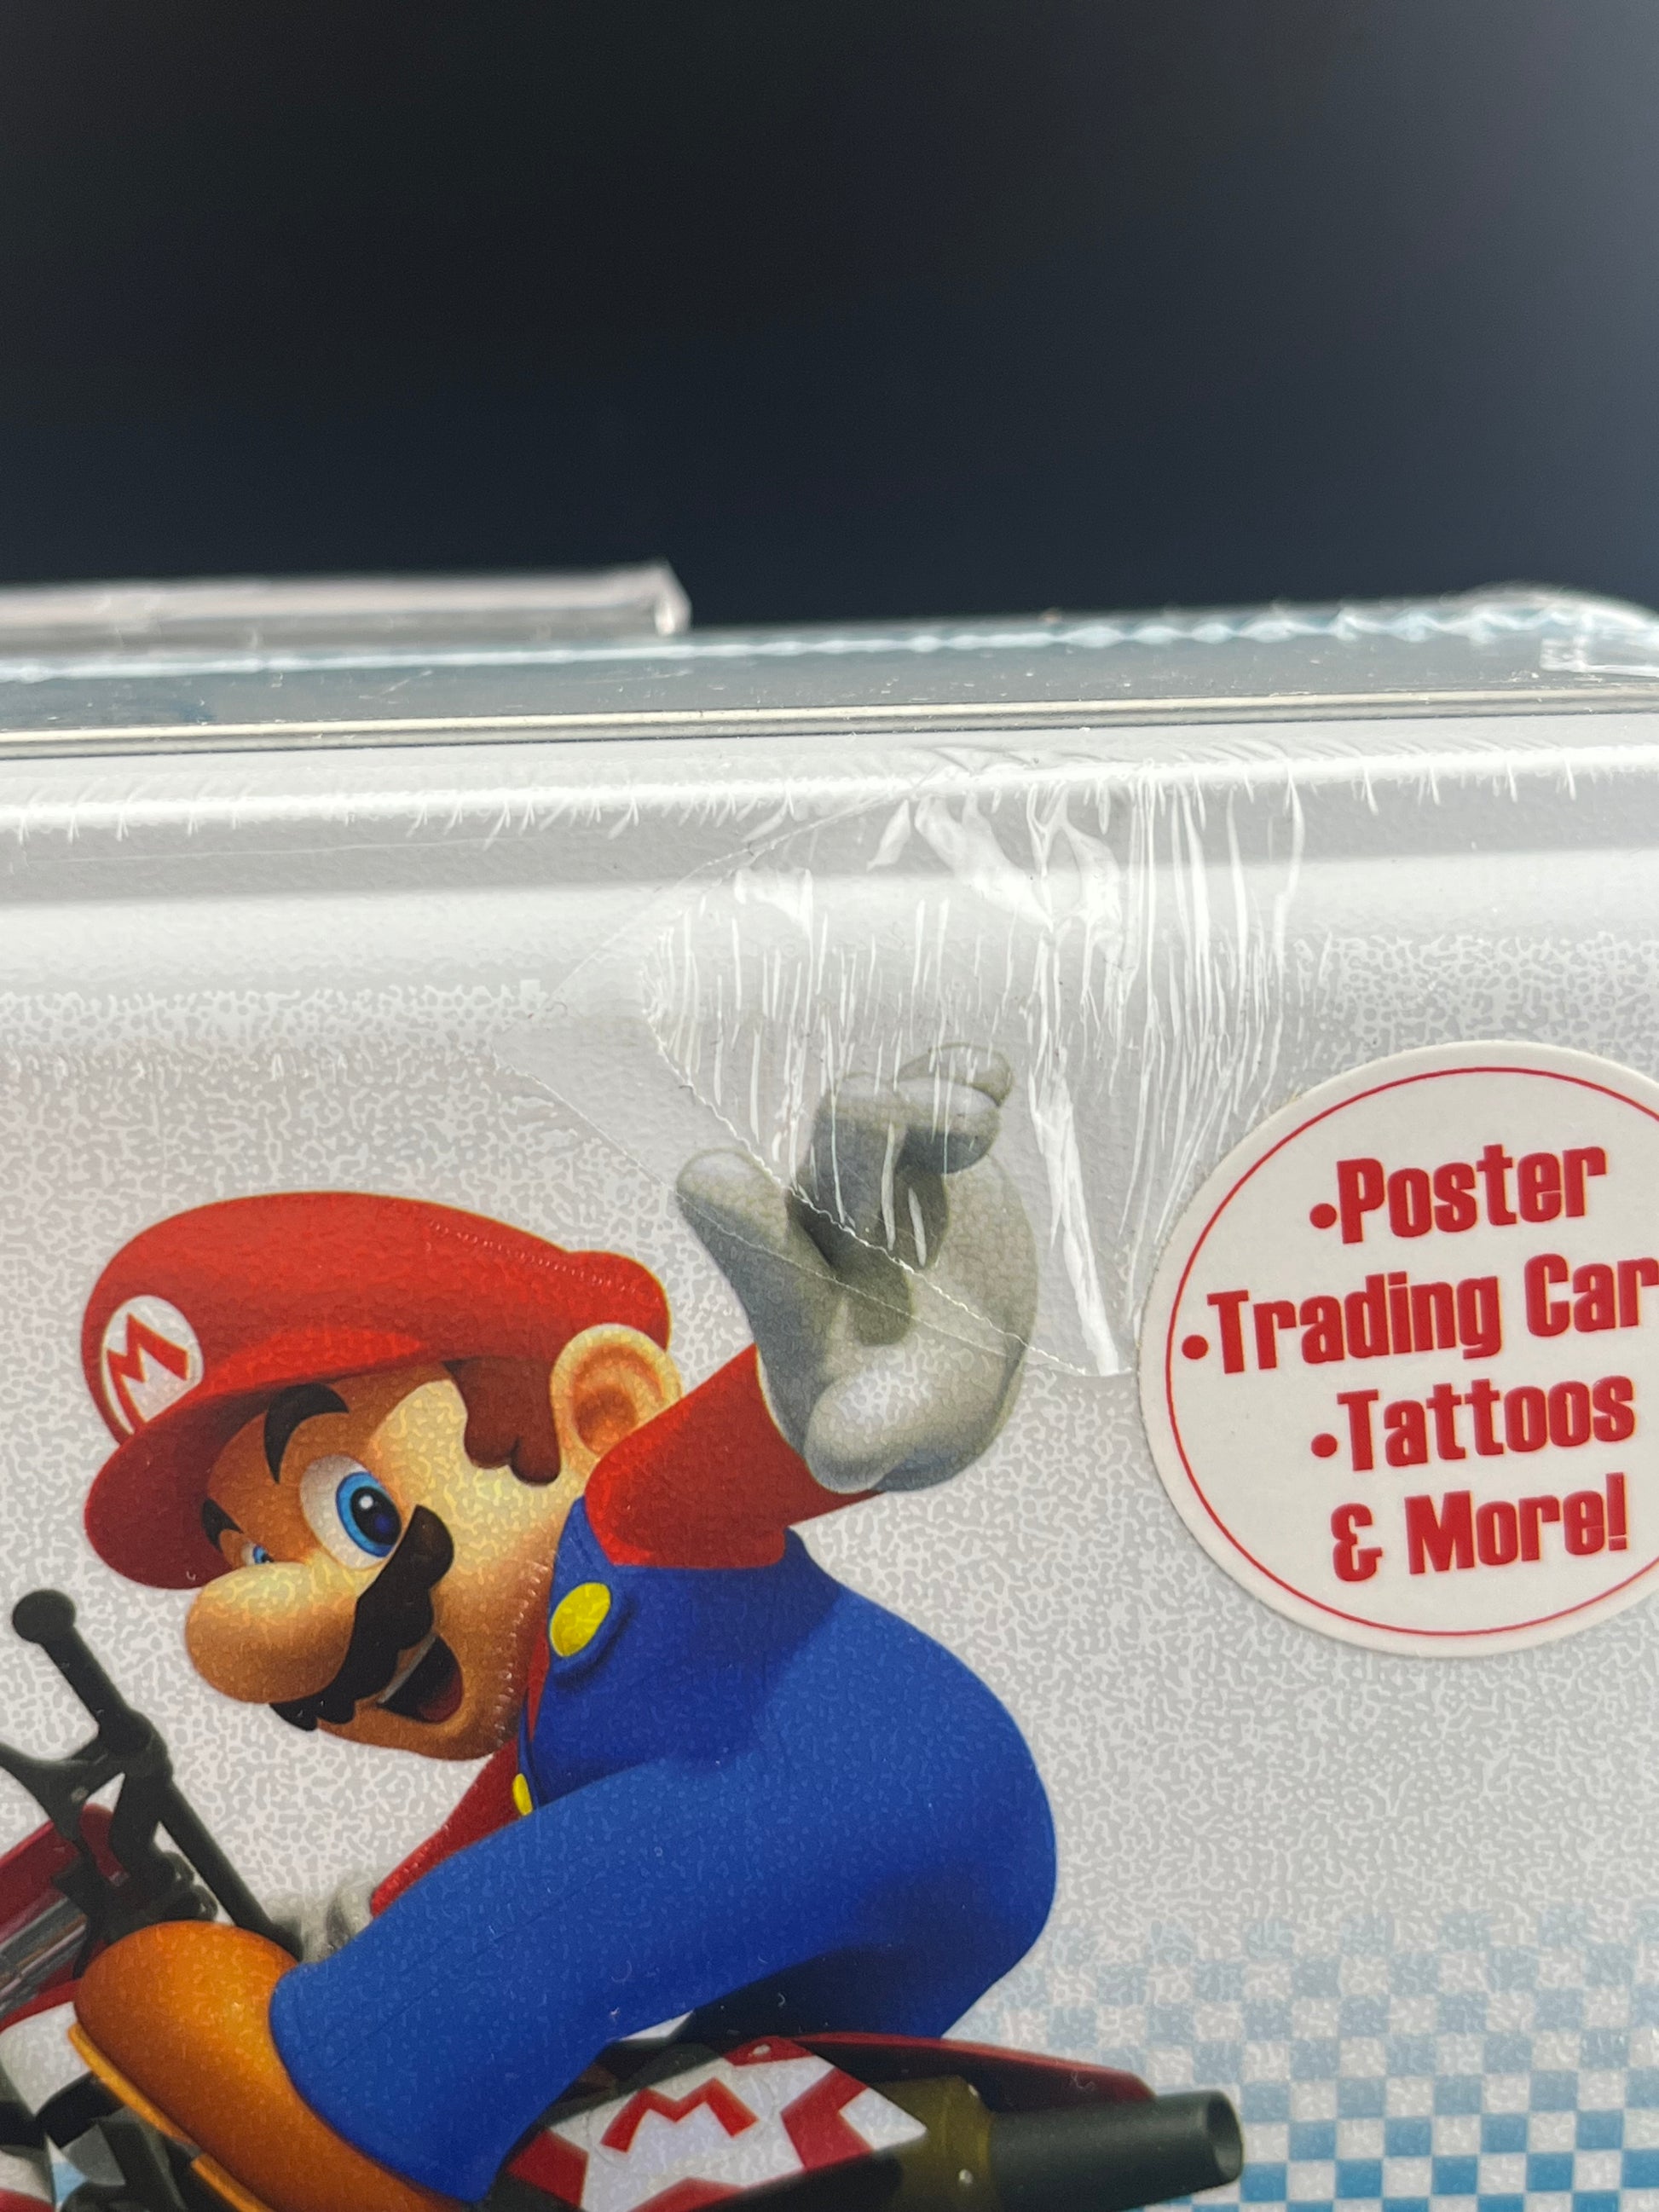 M
•Poster
•Trading Car
•Tattoos
& More!
M